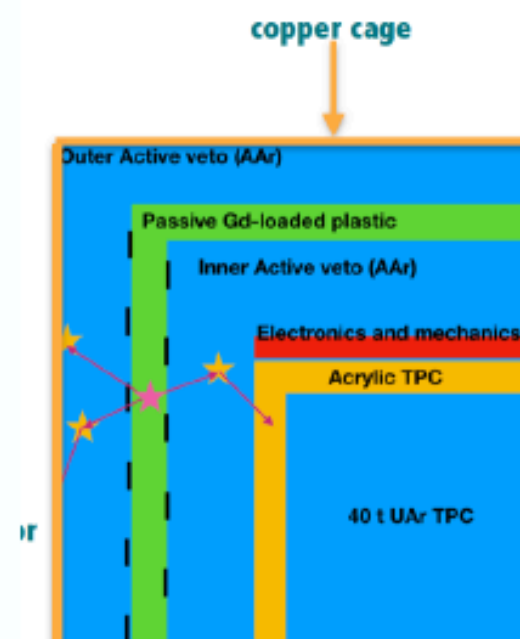 copper cage
Outer Active veto (AAr)
Passive Gd-loaded plastic
Inner Active veto (AAr)
Electronics and mechanics
Acrylic TPC
40 t UAr TPC
or